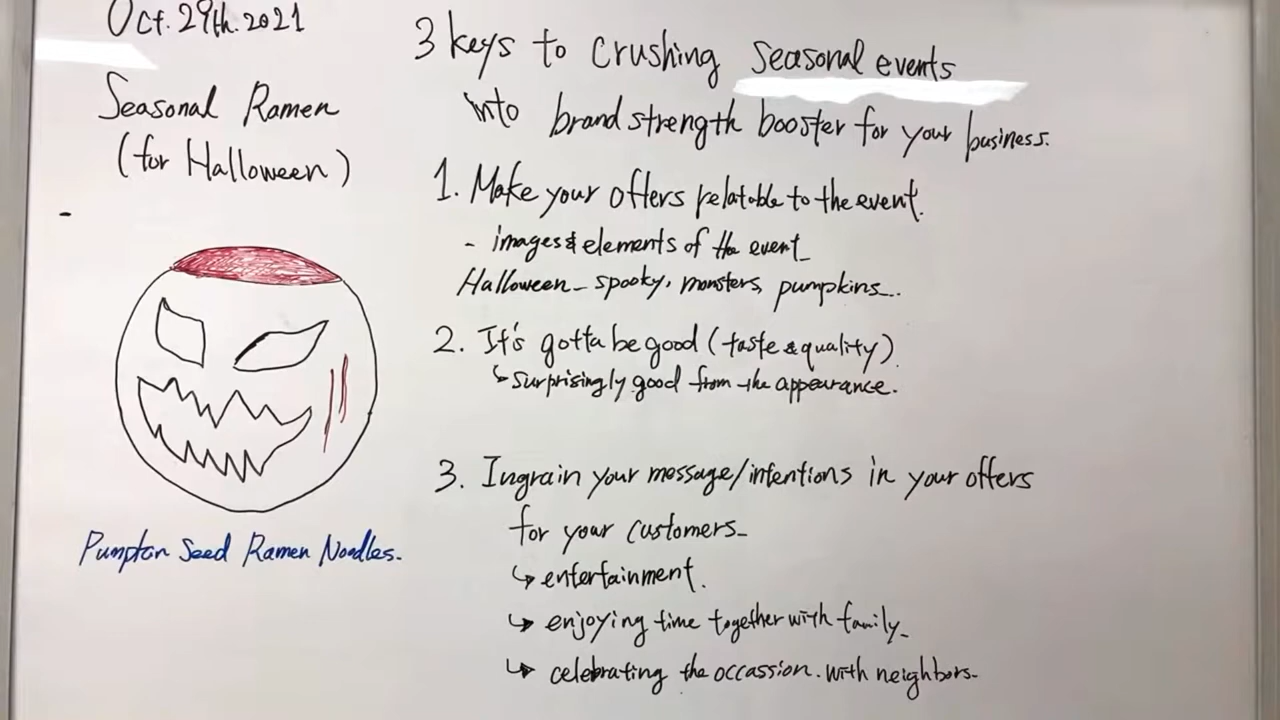 Oct. 29th. 2021
Seasonal Ramen
(for Halloween)
-
Pumpkin Seed Ramen Noodles.
3 keys to crushing seasonal events
into brand strength booster for your business.
1. Make your offers relatable to the event.
- images & elements of the event
Halloween - spooky, monsters, pumpkins...
2. It's gotta be good (taste & quality)
↳ surprisingly good from the appearance.
3. Ingrain your message/intentions in your offers
for your customers
↳ entertainment.
↳ enjoying time together with family
↳ celebrating the occassion. with neighbors.